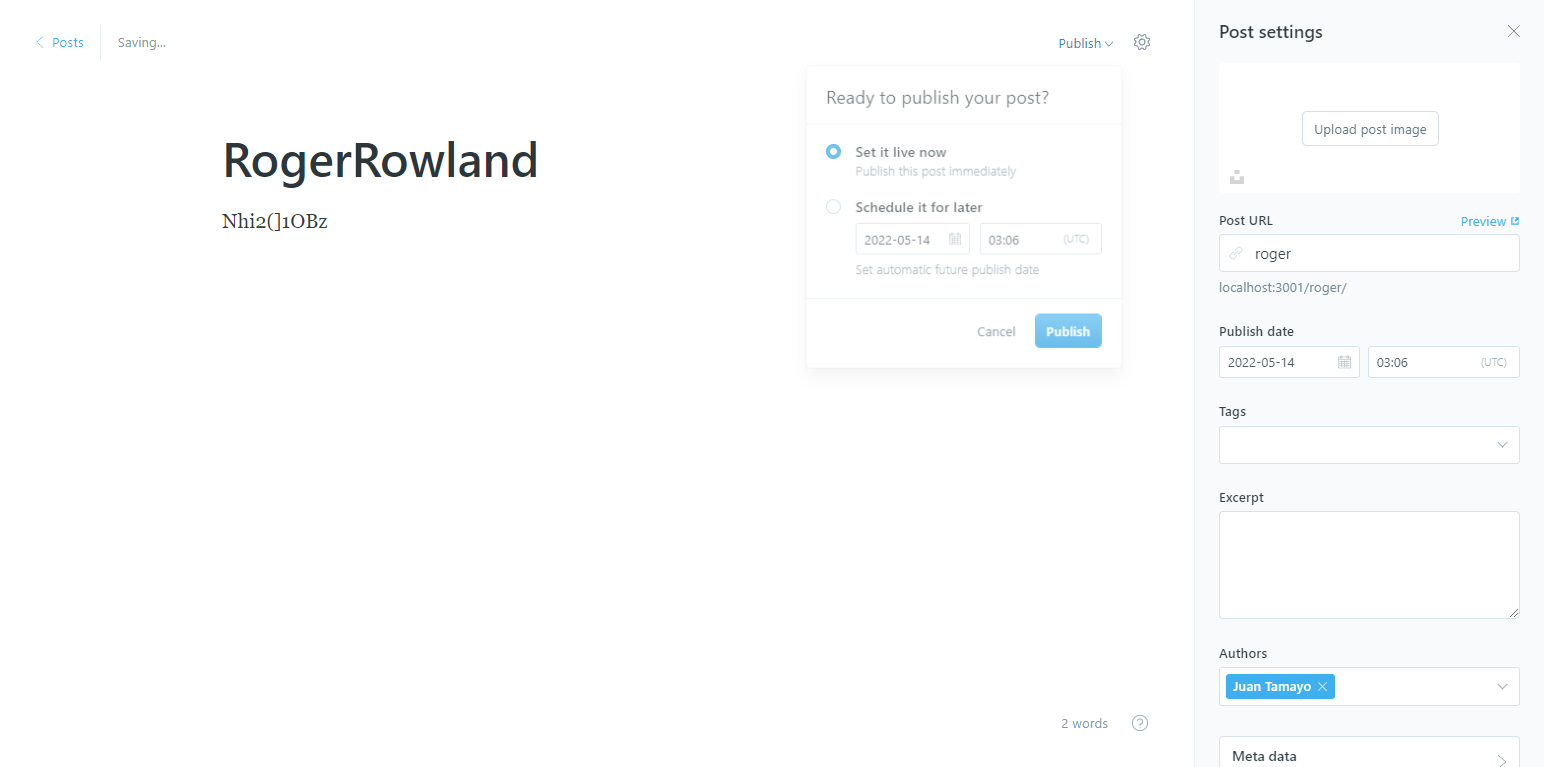 Posts
Saving...
Publish
Ready to publish your post?
Set it live now
Publish this post immediately
Schedule it for later
2022-05-14
03:06 (UTC)
Set automatic future publish date
Cancel
Publish
RogerRowland
Nhi2(]1OBz
2 words
?
Post settings
Upload post image
Post URL
Preview
roger
localhost:3001/roger/
Publish date
2022-05-14
03:06 (UTC)
Tags
Excerpt
Authors
Juan Tamayo
Meta data